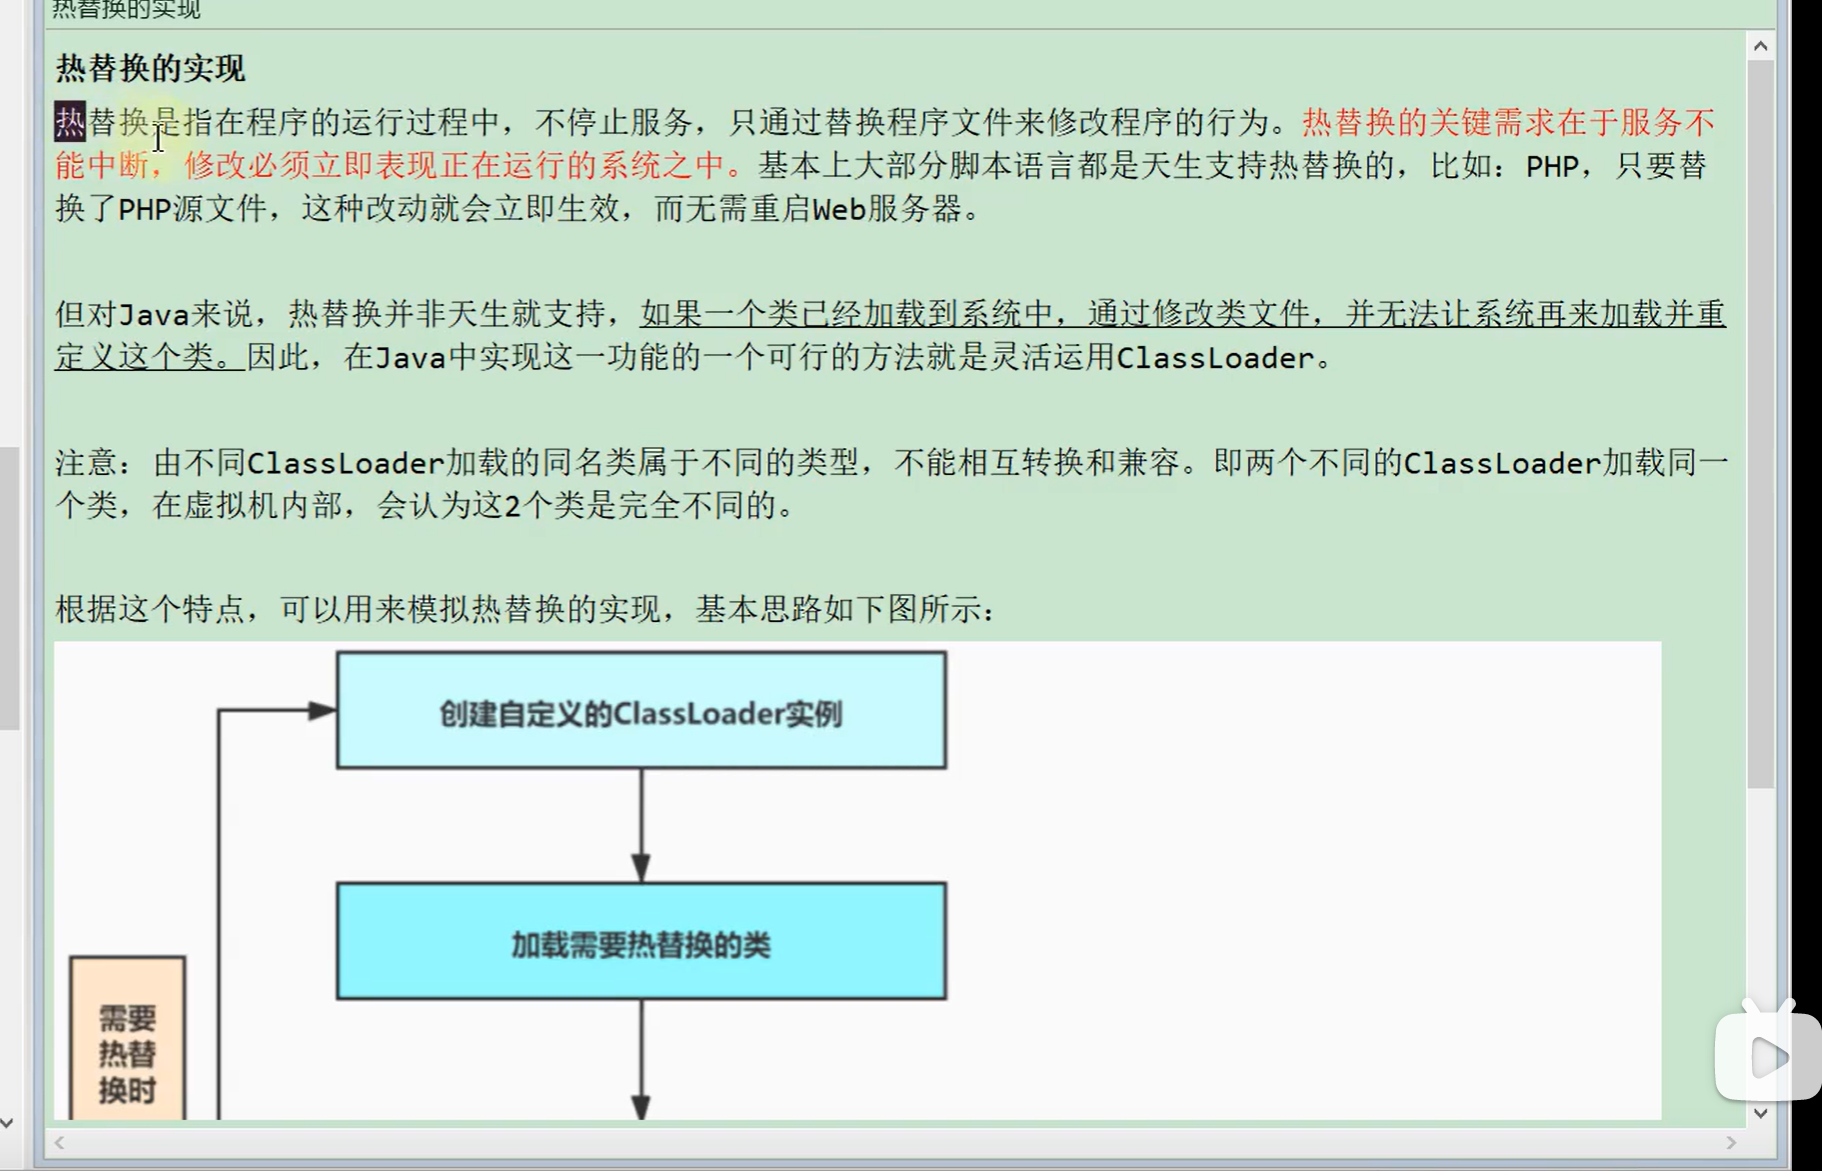 热替换的实现
热替换的实现
热替换是指在程序的运行过程中，不停止服务，只通过替换程序文件来修改程序的行为。热替换的关键需求在于服务不
能中断，修改必须立即表现正在运行的系统之中。基本上大部分脚本语言都是天生支持热替换的，比如：PHP，只要替
换了PHP源文件，这种改动就会立即生效，而无需重启Web服务器。
但对Java来说，热替换并非天生就支持，如果一个类已经加载到系统中，通过修改类文件，并无法让系统再来加载并重
定义这个类。因此，在Java中实现这一功能的一个可行的方法就是灵活运用ClassLoader。
注意：由不同ClassLoader加载的同名类属于不同的类型，不能相互转换和兼容。即两个不同的ClassLoader加载同一
个类，在虚拟机内部，会认为这2个类是完全不同的。
根据这个特点，可以用来模拟热替换的实现，基本思路如下图所示：
创建自定义的ClassLoader实例
加载需要热替换的类
需要
热替
换时